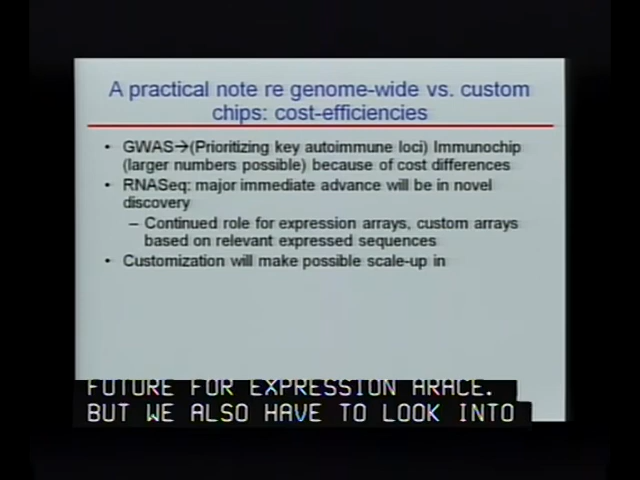 A practical note re genome-wide vs. custom
chips: cost-efficiencies
• GWAS→(Prioritizing key autoimmune loci) Immunochip
(larger numbers possible) because of cost differences
• RNASeq: major immediate advance will be in novel
discovery
– Continued role for expression arrays, custom arrays
based on relevant expressed sequences
• Customization will make possible scale-up in
FUTURE FOR EXPRESSION ARACE.
BUT WE ALSO HAVE TO LOOK INTO